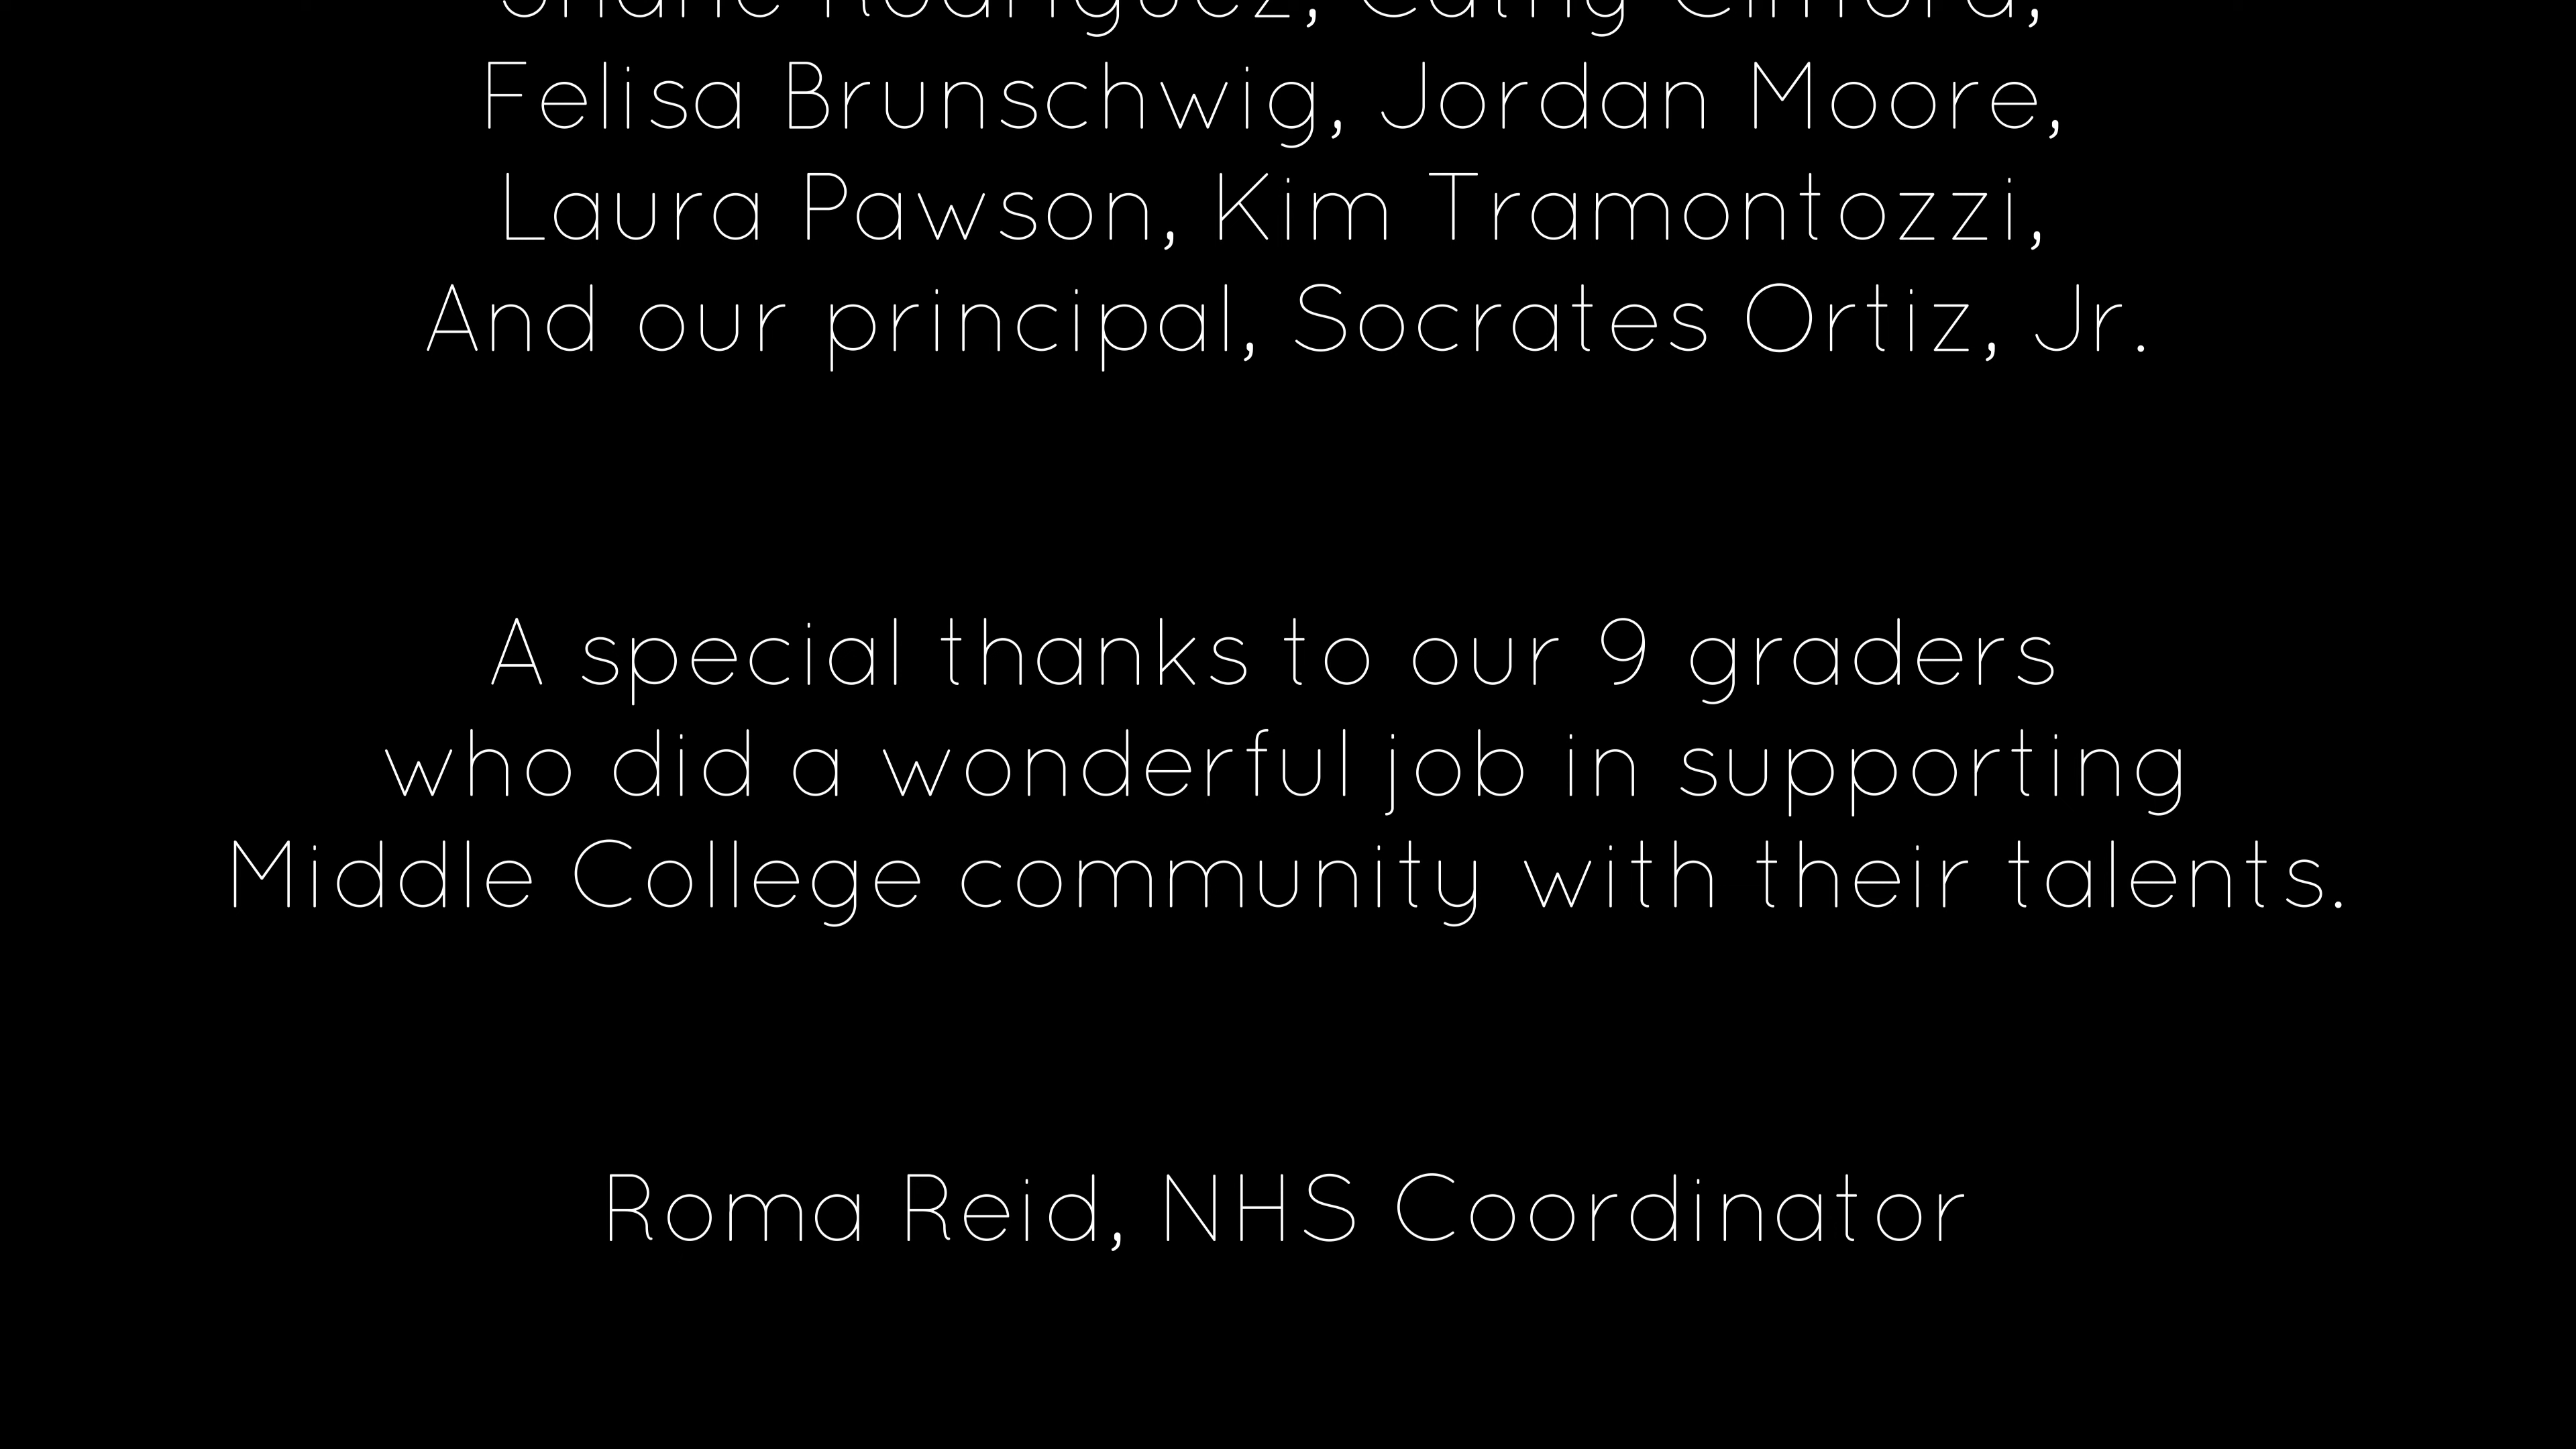 Rodriguez, Cathy Clifford,
Felisa Brunschwig, Jordan Moore,
Laura Pawson, Kim Tramontozzi,
And our principal, Socrates Ortiz, Jr.
A special thanks to our 9 graders
who did a wonderful job in supporting
Middle College community with their talents.
Roma Reid, NHS Coordinator